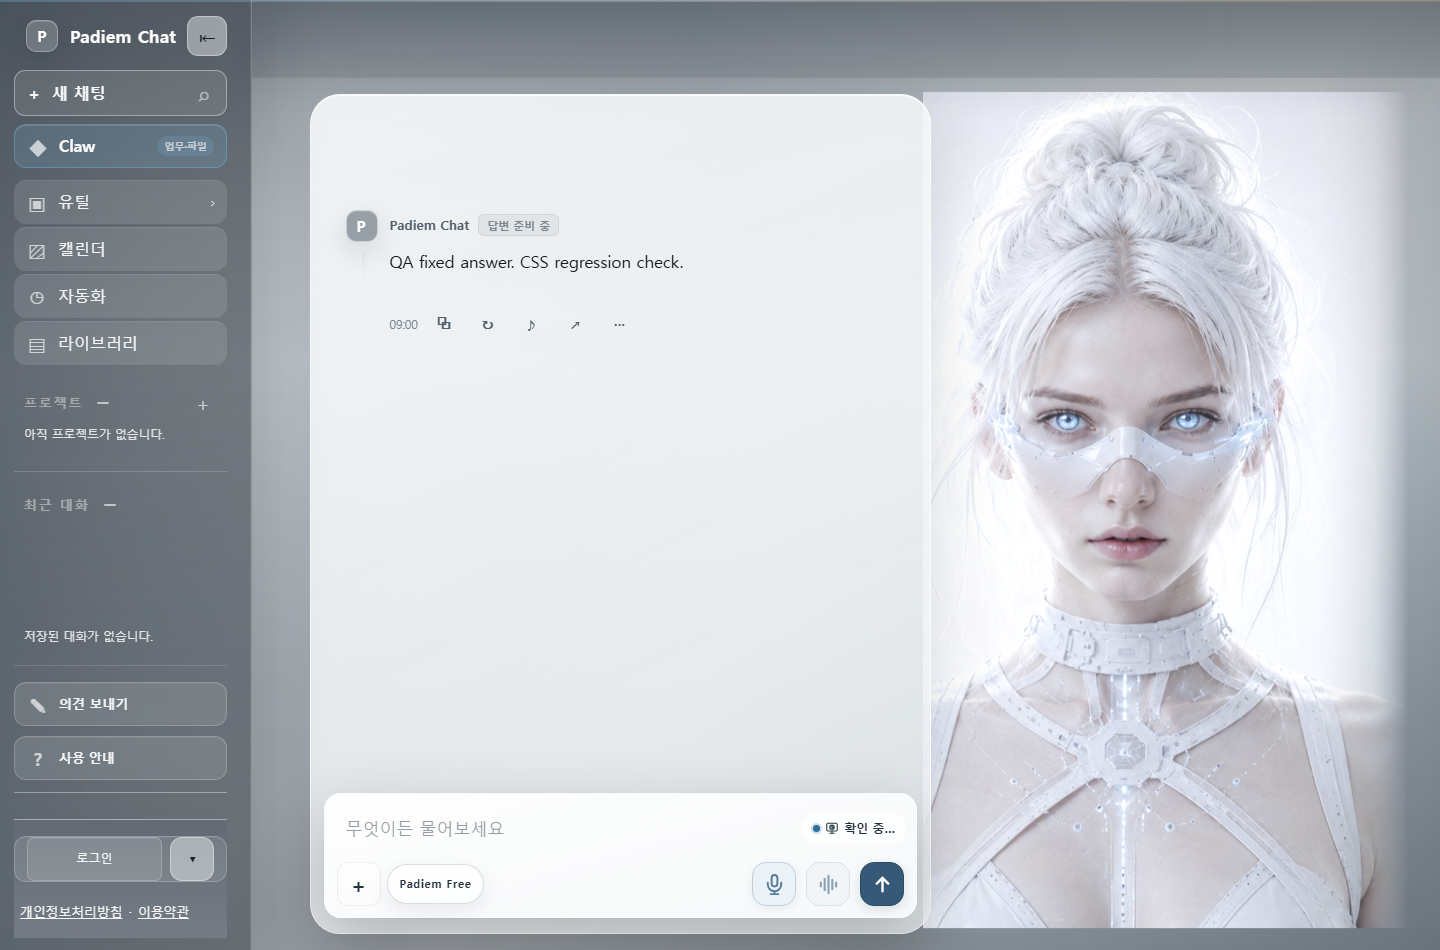 P Padiem Chat
+ 새 채팅
Claw 업무·파일
유틸
캘린더
자동화
라이브러리
프로젝트
아직 프로젝트가 없습니다.
최근 대화
저장된 대화가 없습니다.
의견 보내기
? 사용 안내
로그인
개인정보처리방침 · 이용약관
P Padiem Chat 답변 준비 중
QA fixed answer. CSS regression check.
09:00
무엇이든 물어보세요
확인 중...
+ Padiem Free